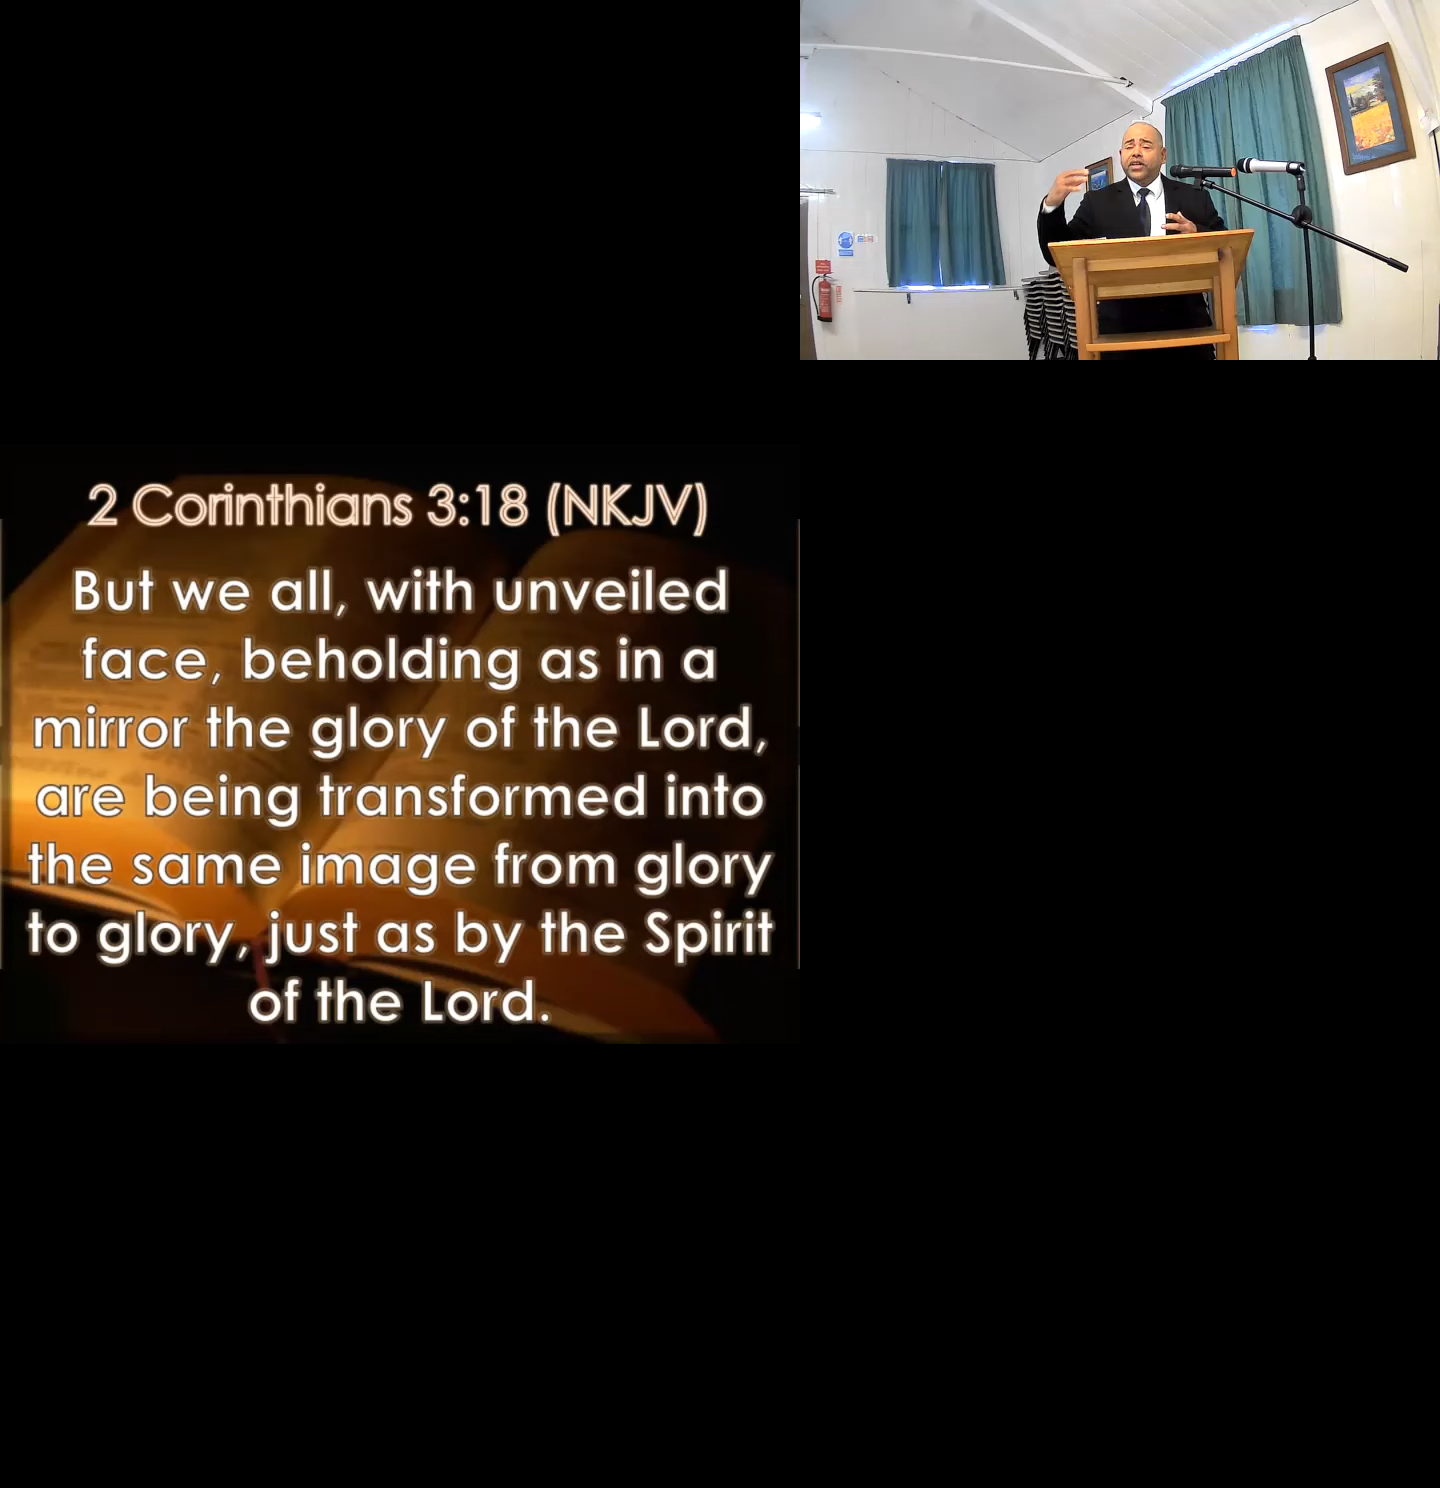 2 Corinthians 3:18 (NKJV)
But we all, with unveiled
face, beholding as in a
mirror the glory of the Lord,
are being transformed into
the same image from glory
to glory, just as by the Spirit
of the Lord.